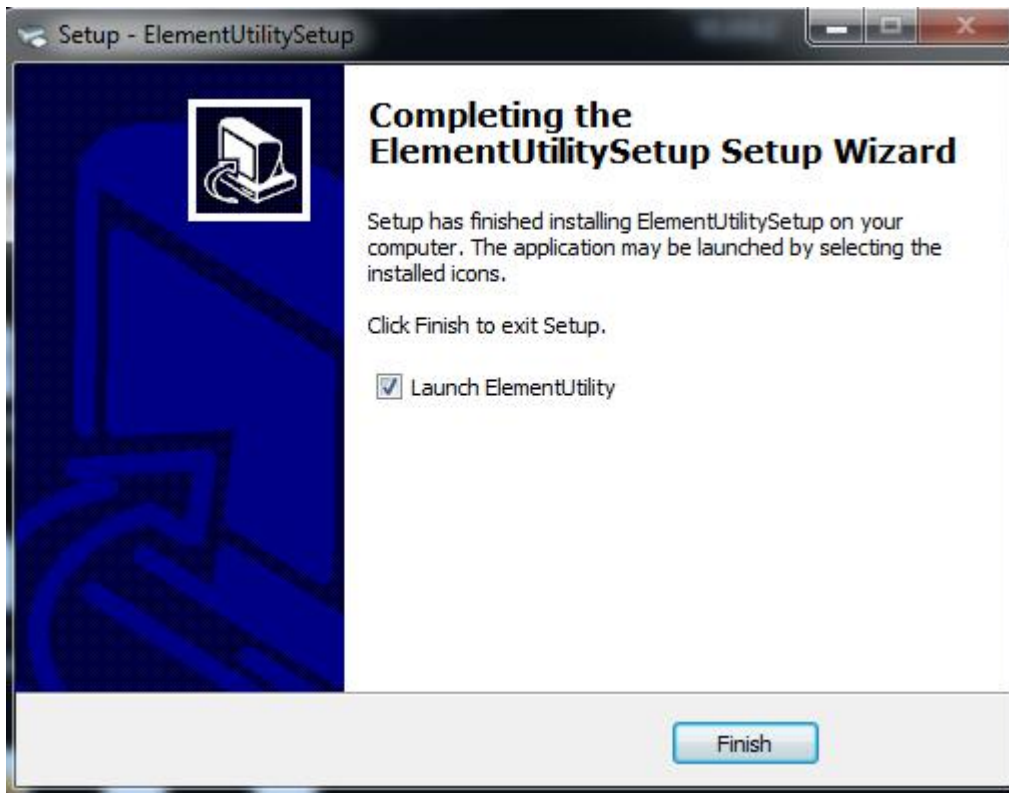 Setup - ElementUtilitySetup
Completing the
ElementUtilitySetup Setup Wizard
Setup has finished installing ElementUtilitySetup on your
computer. The application may be launched by selecting the
installed icons.
Click Finish to exit Setup.
Launch ElementUtility
Finish